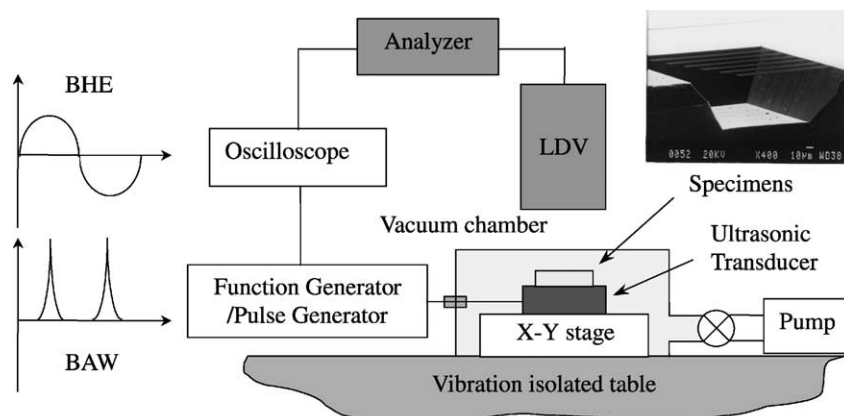 Analyzer
BHE
Oscilloscope
LDV
0052 20KV X400 10μm WD38
Specimens
Vacuum chamber
Ultrasonic
Transducer
Function Generator
/Pulse Generator
X-Y stage
Pump
BAW
Vibration isolated table